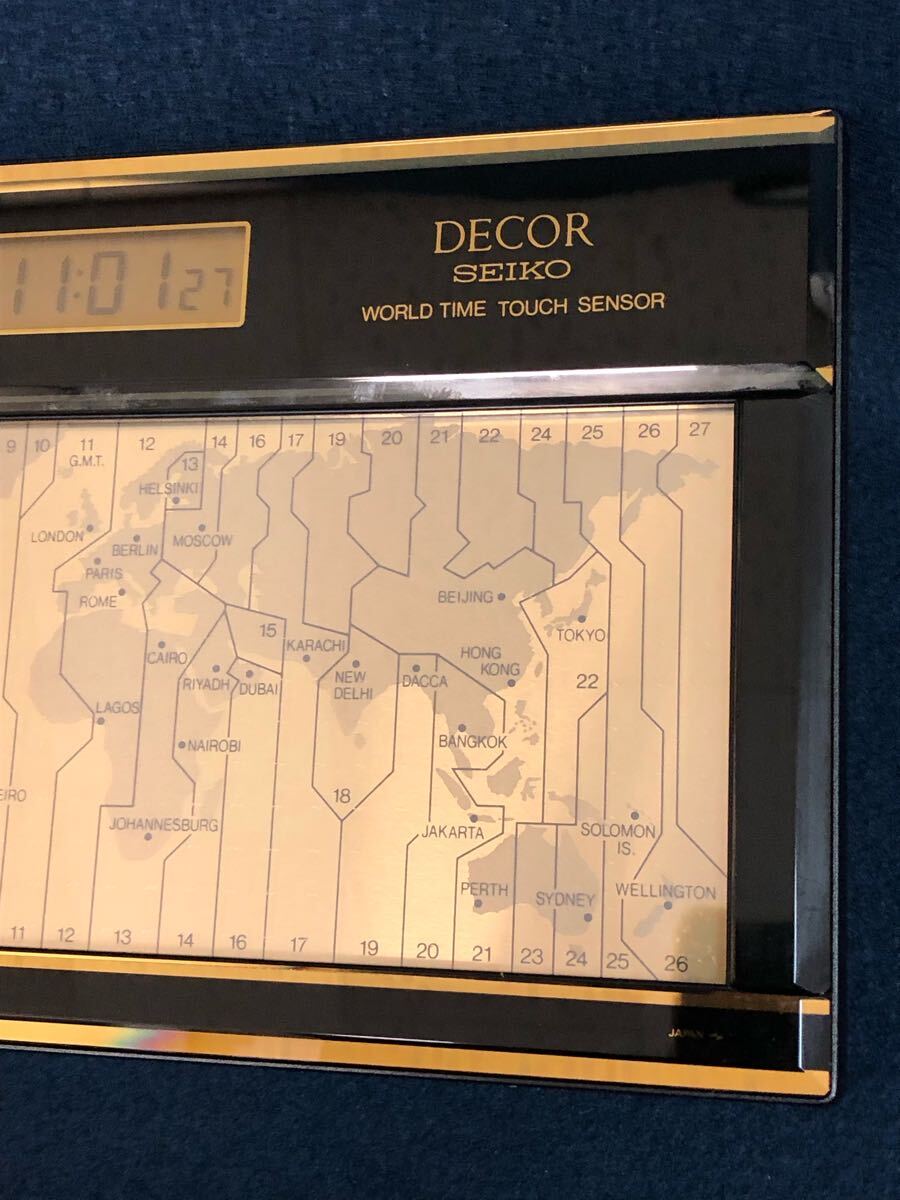 DECOR
SEIKO
WORLD TIME TOUCH SENSOR
11:01 27
9 10 11 12 14 16 17 19 20 21 22 24 25 26 27
G.M.T.
13
HELSINKI
LONDON
BERLIN
MOSCOW
PARIS
ROME
BEIJING
TOKYO
15
CAIRO
KARACHI
HONG
KONG
RIYADH
DUBAI
NEW
DELHI
DACCA
22
LAGOS
NAIROBI
BANGKOK
EIRO
18
JOHANNESBURG
JAKARTA
SOLOMON
IS.
PERTH
SYDNEY
WELLINGTON
11 12 13 14 16 17 19 20 21 23 24 25 26
JAPAN